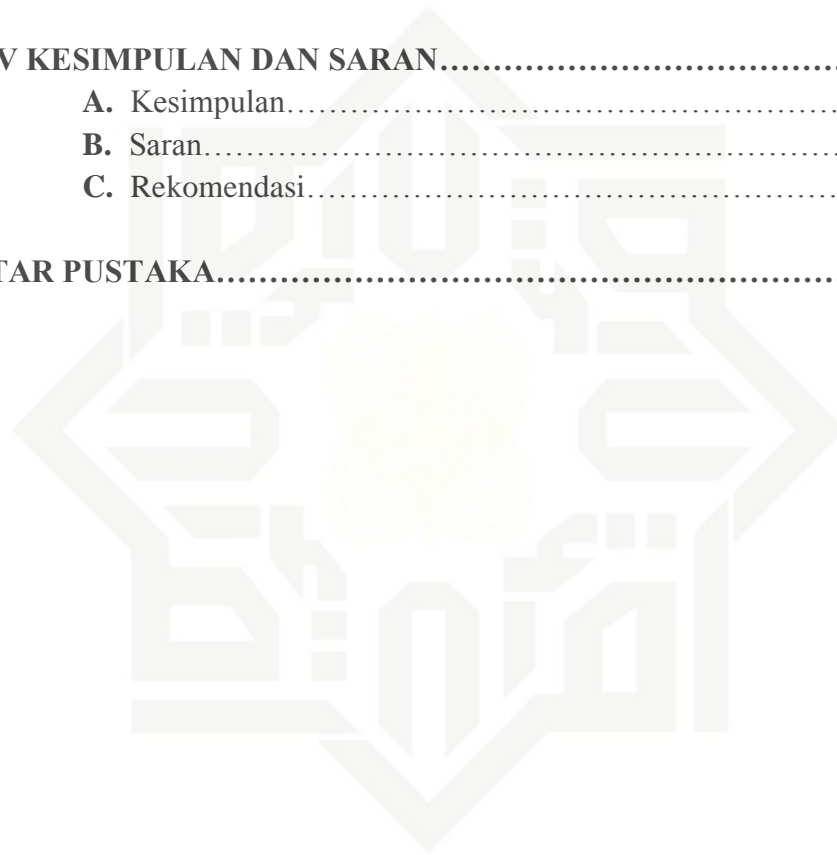 V KESIMPULAN DAN SARAN……………………………………
A. Kesimpulan………………………………………………
B. Saran………………………………………………………
C. Rekomendasi……………………………………………
TAR PUSTAKA……………………………………………………